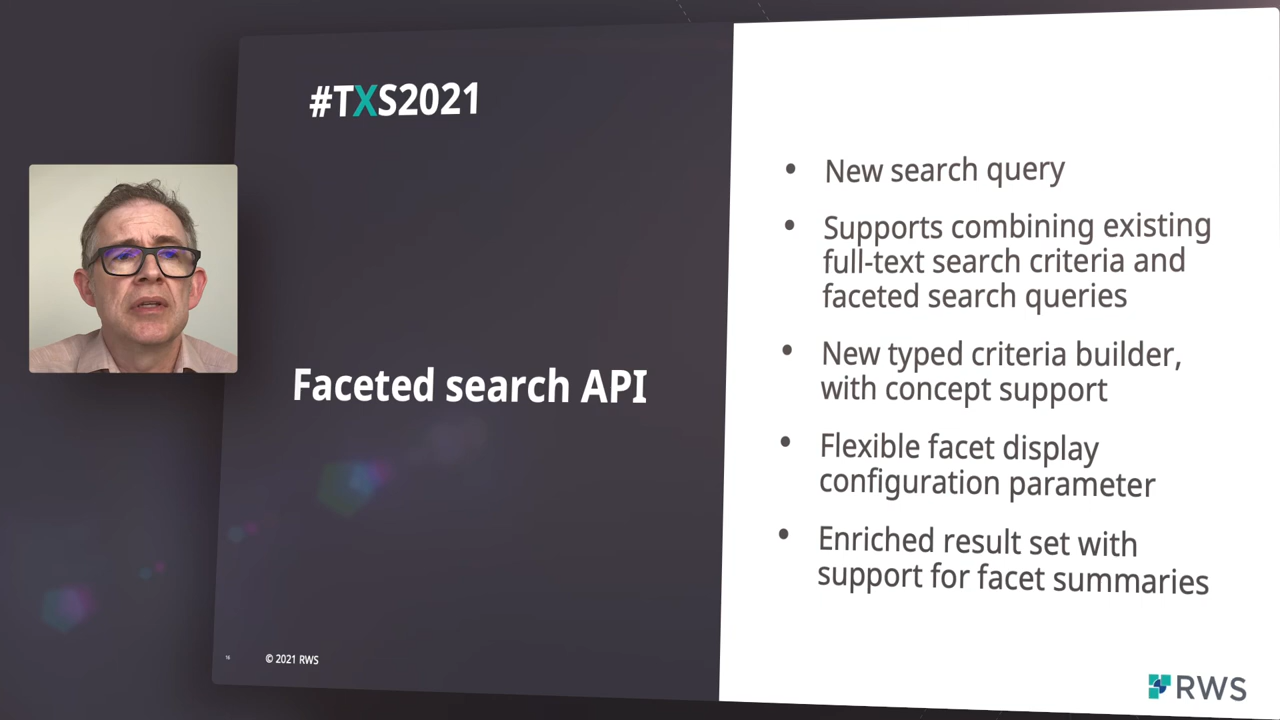 #TXS2021
Faceted search API
• New search query
• Supports combining existing
full-text search criteria and
faceted search queries
• New typed criteria builder,
with concept support
• Flexible facet display
configuration parameter
• Enriched result set with
support for facet summaries
16
© 2021 RWS
RWS